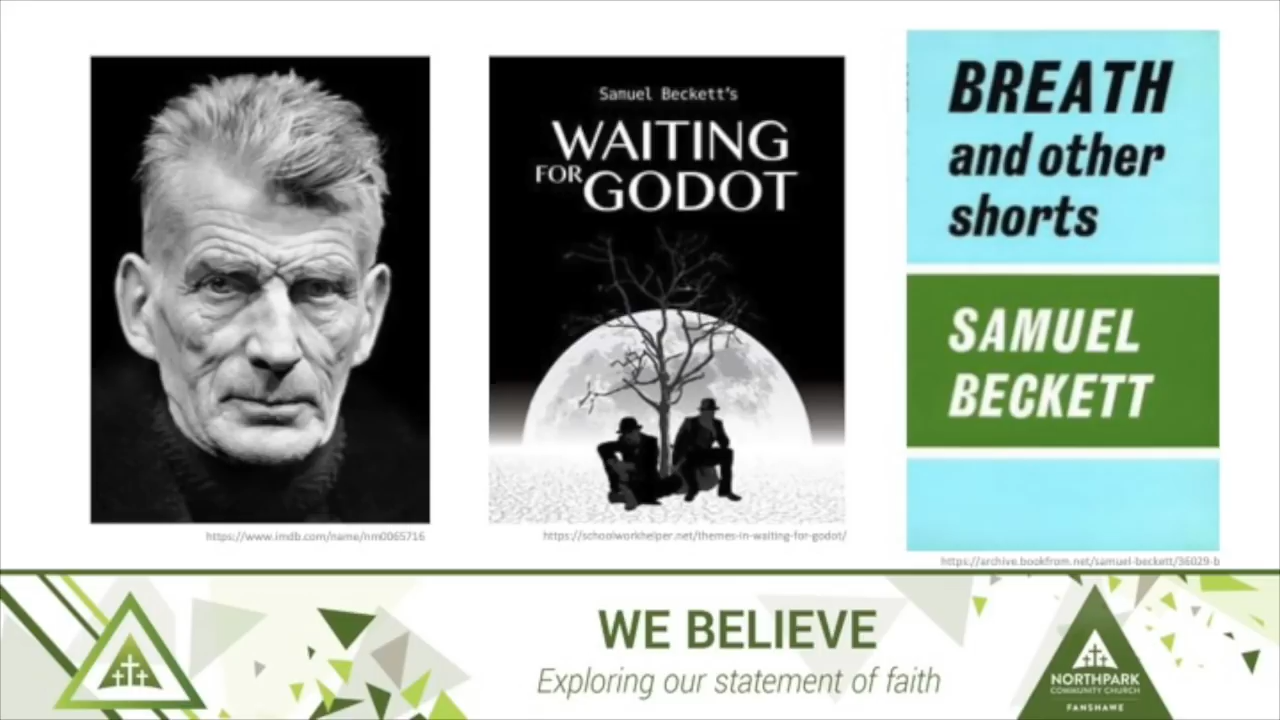 https://www.imdb.com/name/nm0065716
Samuel Beckett's
WAITING
FOR GODOT
https://schoolworkhelper.net/themes-in-waiting-for-godot/
BREATH
and other
shorts
SAMUEL
BECKETT
https://archive.bookfrom.net/samuel-beckett/36029-b
WE BELIEVE
Exploring our statement of faith
NORTHPARK
COMMUNITY CHURCH
FANSHAWE